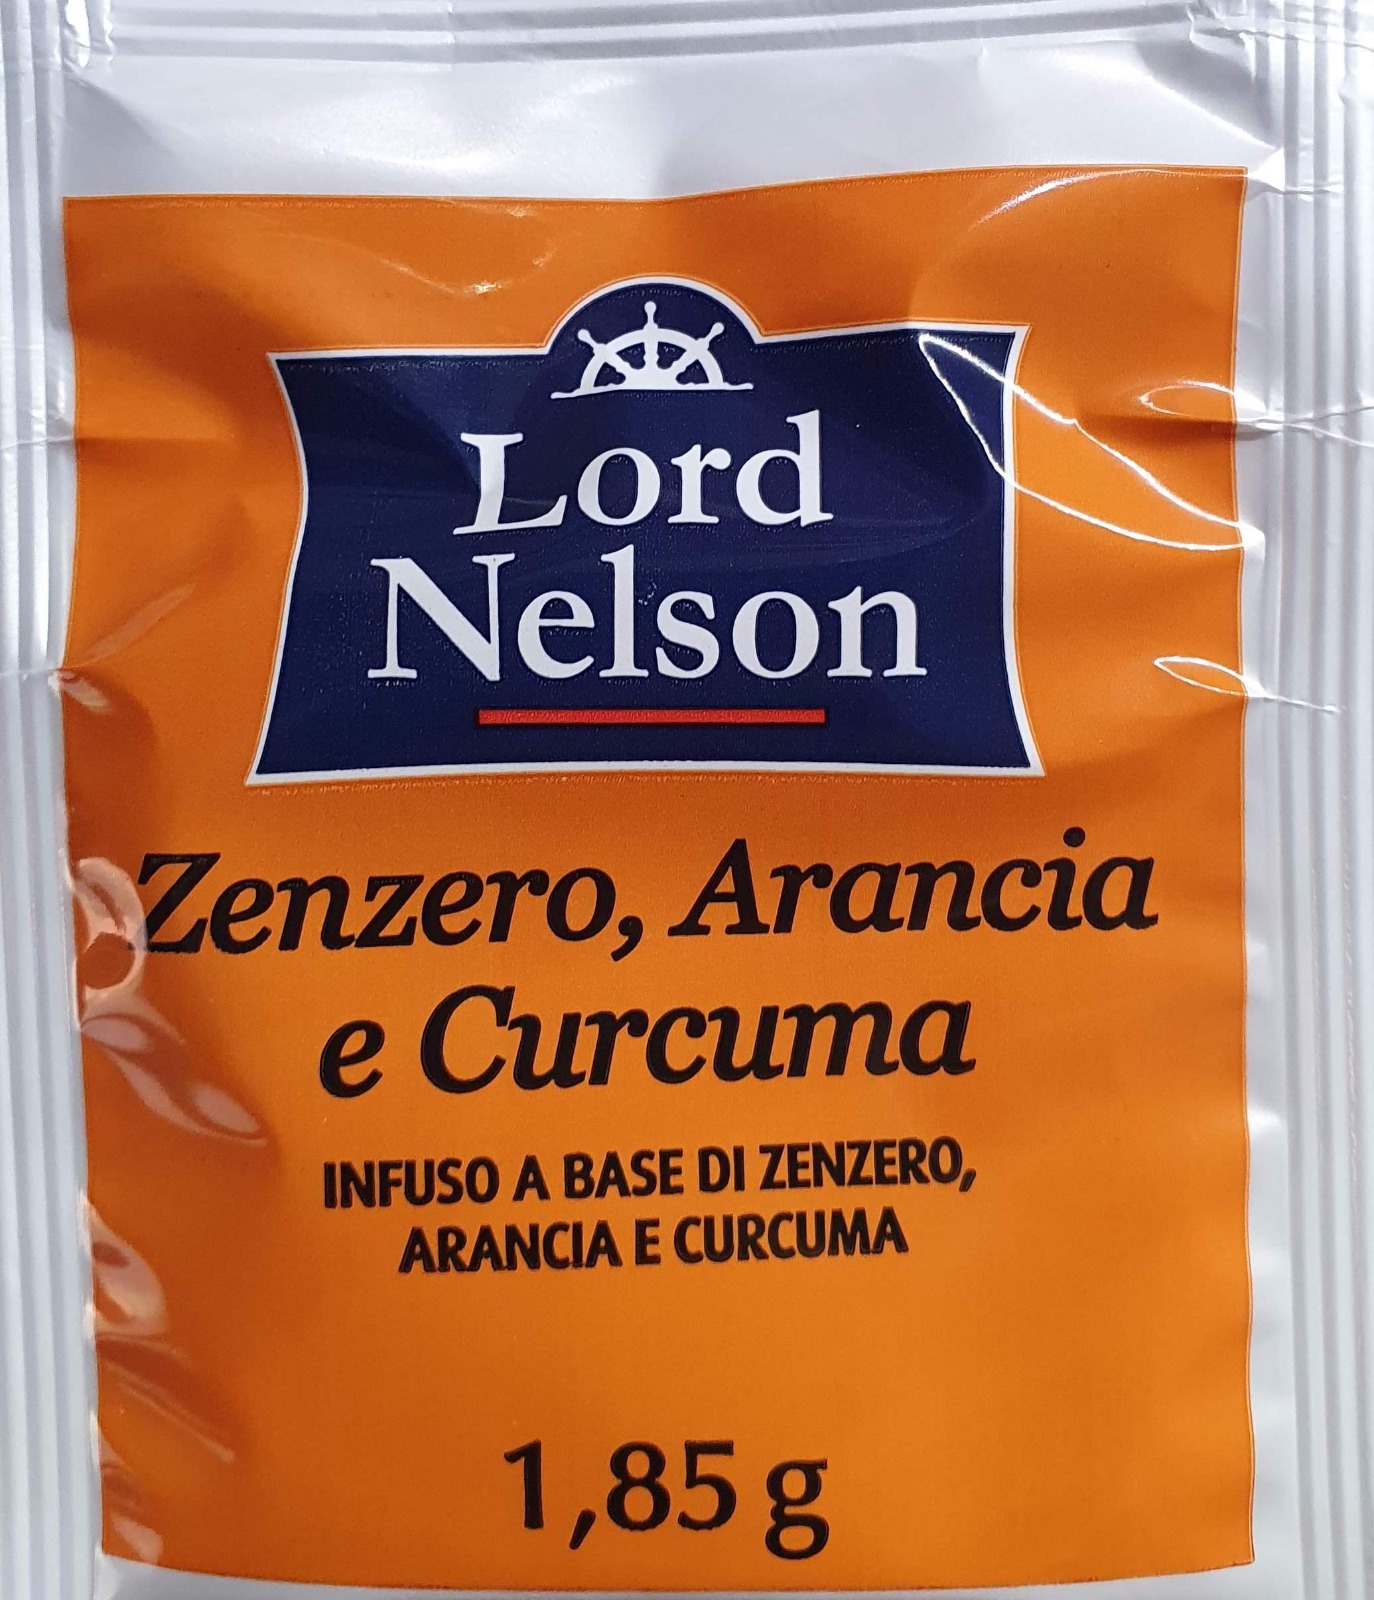 Lord
Nelson
Zenzero, Arancia
e Curcuma
INFUSO A BASE DI ZENZERO,
ARANCIA E CURCUMA
1,85 g